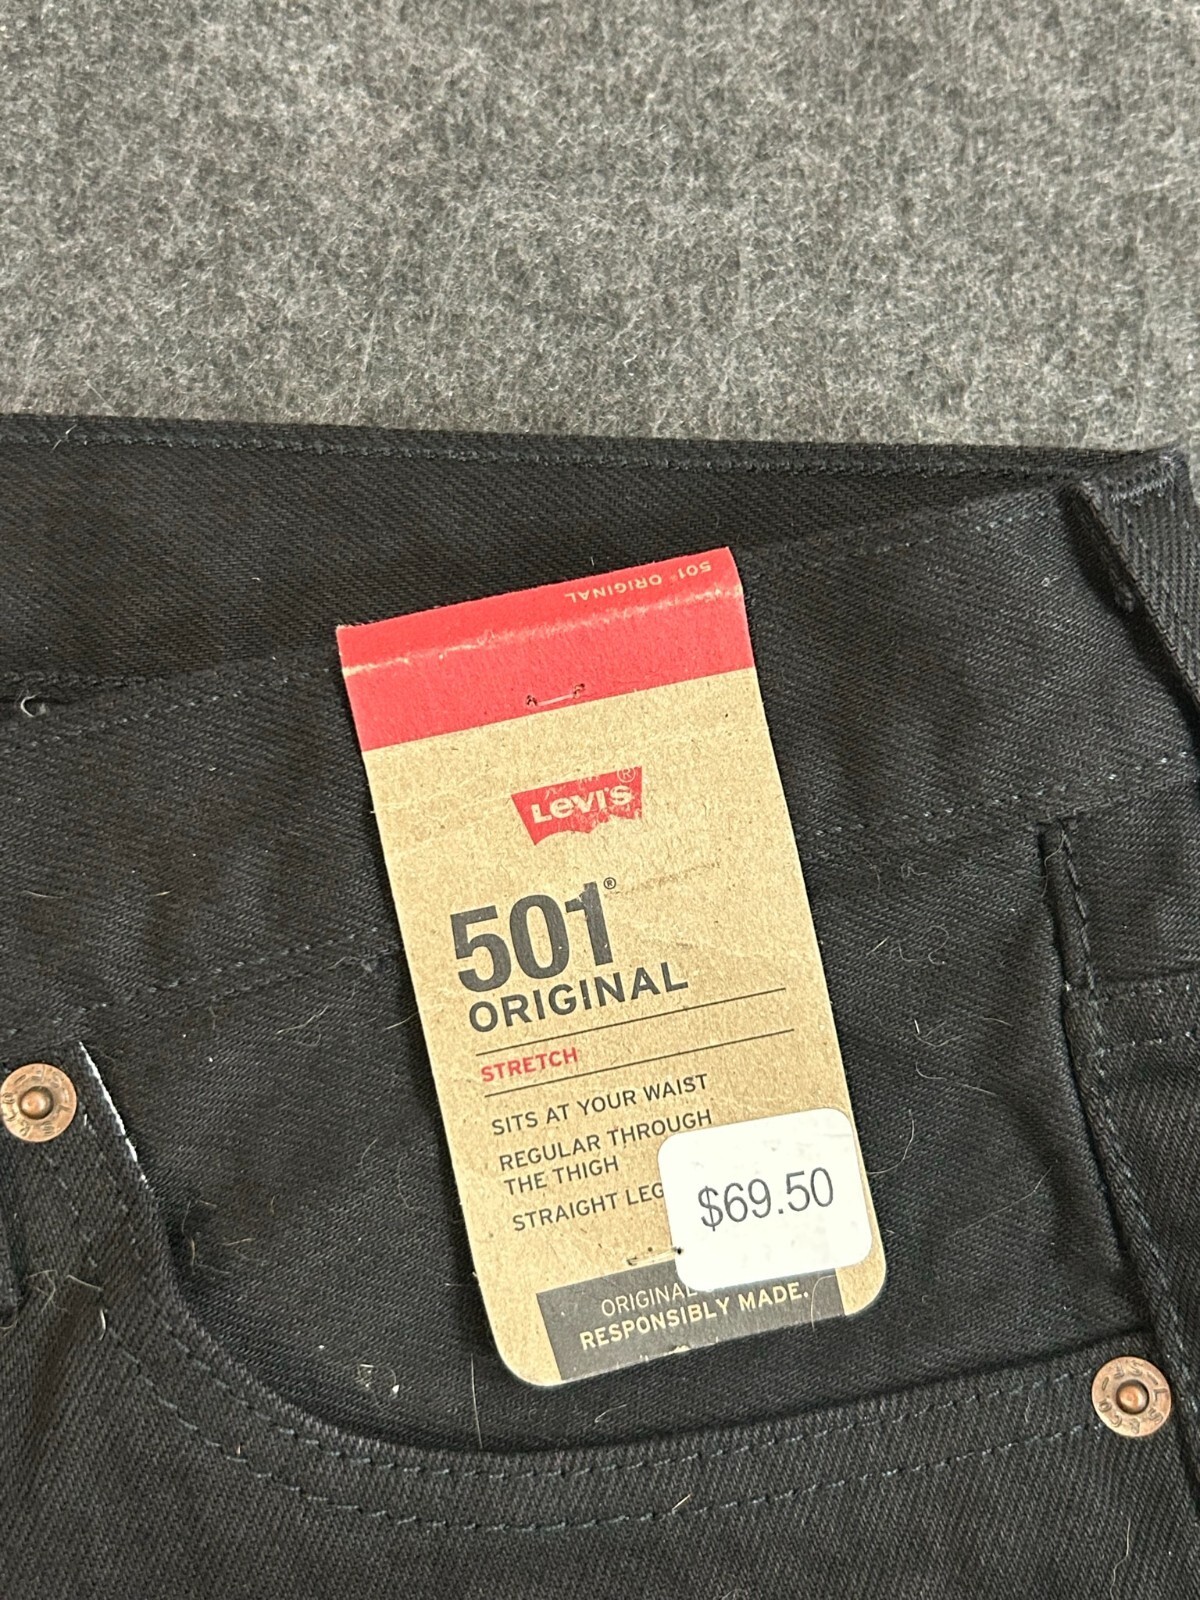 501® ORIGINAL
LEVI'S®
501®
ORIGINAL
STRETCH
SITS AT YOUR WAIST
REGULAR THROUGH
THE THIGH
STRAIGHT LEG
$69.50
ORIGINAL
RESPONSIBLY MADE.